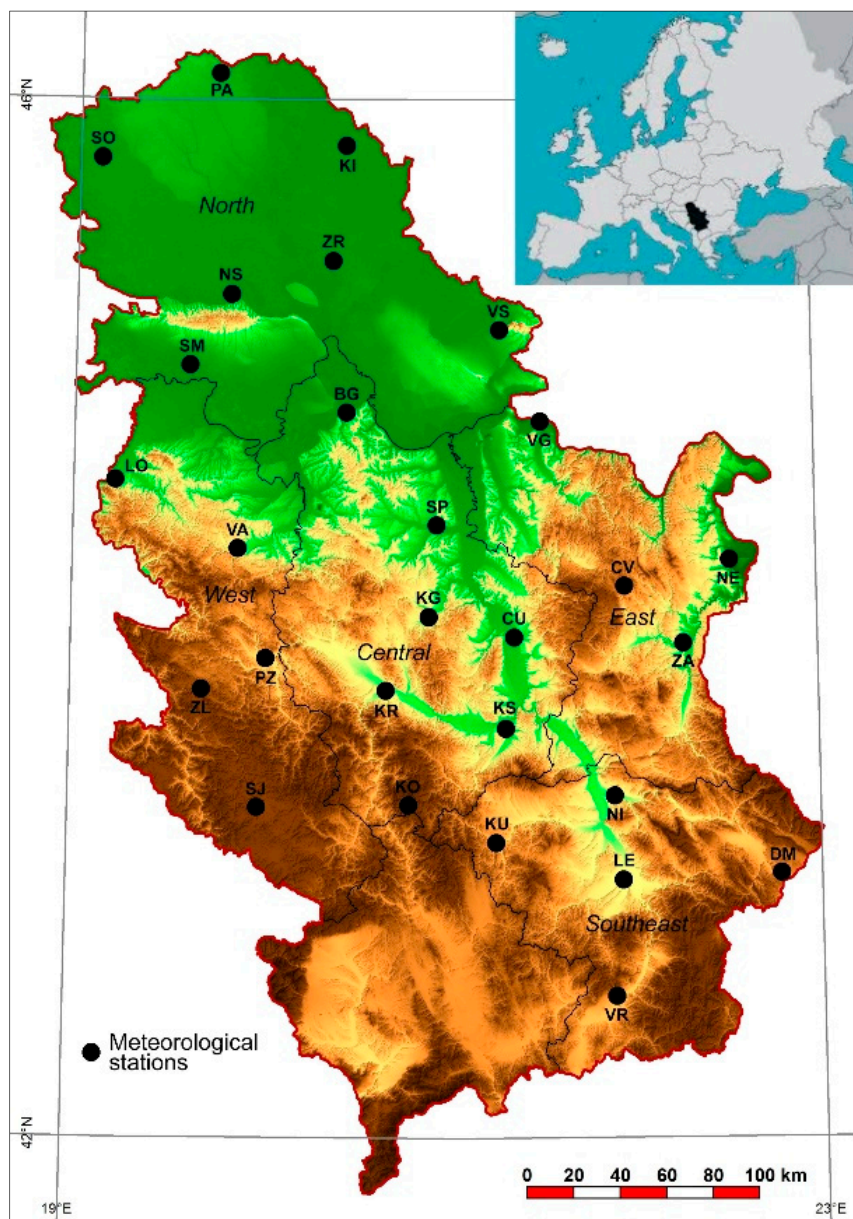 PA
46°N
SO
KI
North
ZR
NS
VS
SM
BG
VG
LO
SP
VA
CV
NE
West
KG
CU
East
Central
ZA
PZ
ZL
KR
KS
SJ
KO
NI
KU
LE
DM
Southeast
VR
Meteorological
stations
42°N
0 20 40 60 80 100 km
19°E
23°E